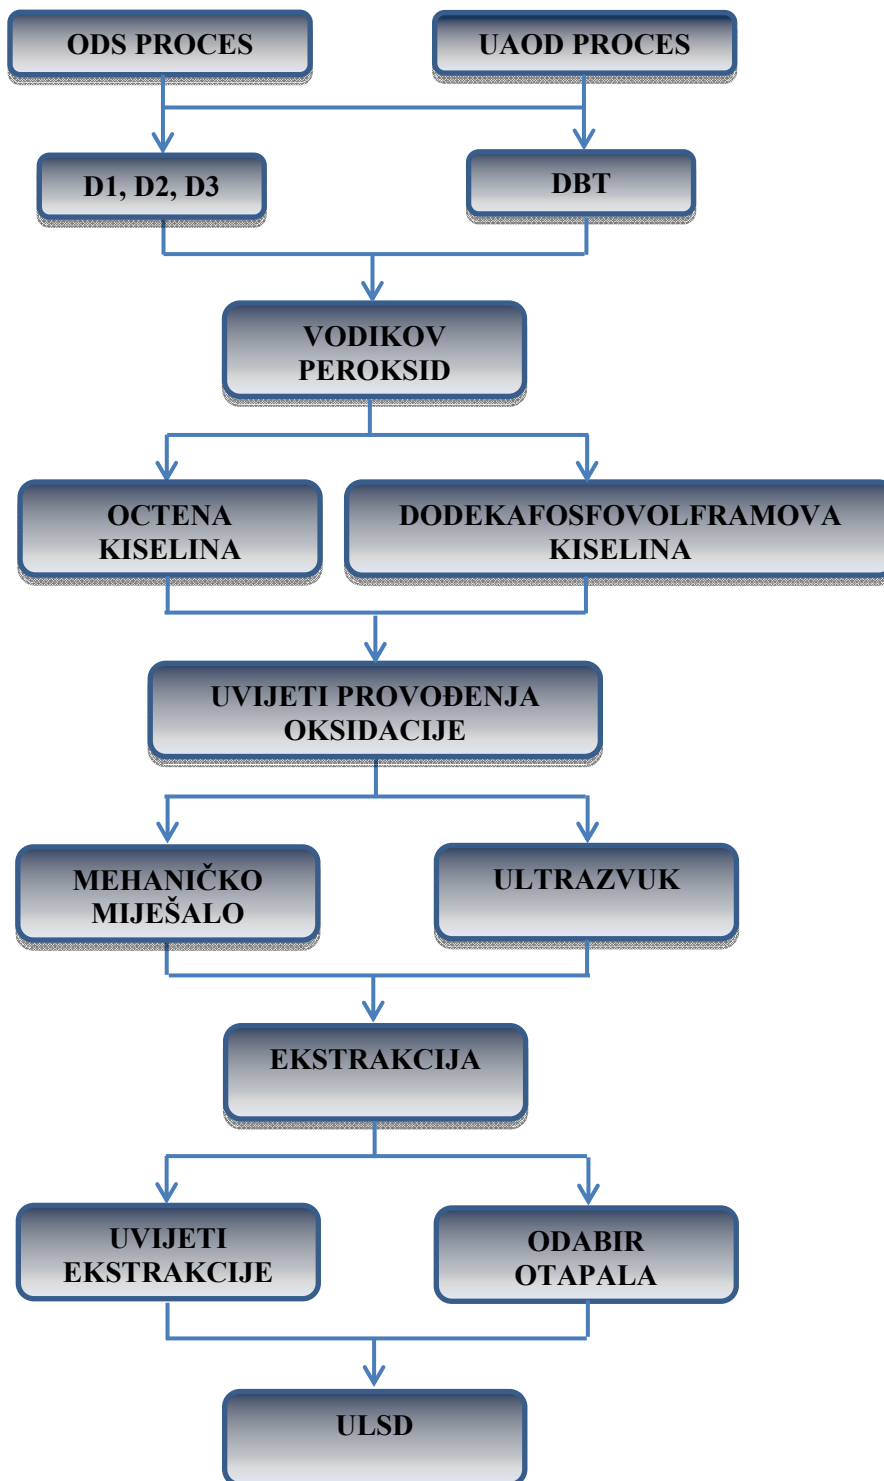 ODS PROCES
UAOD PROCES
D1, D2, D3
DBT
VODIKOV
PEROKSID
OCTENA
KISELINA
DODEKAFOSFOVOLFRAMOVA
KISELINA
UVIJETI PROVOĐENJA
OKSIDACIJE
MEHANIČKO
MIJEŠALO
ULTRAZVUK
EKSTRAKCIJA
UVIJETI
EKSTRAKCIJE
ODABIR
OTAPALA
ULSD